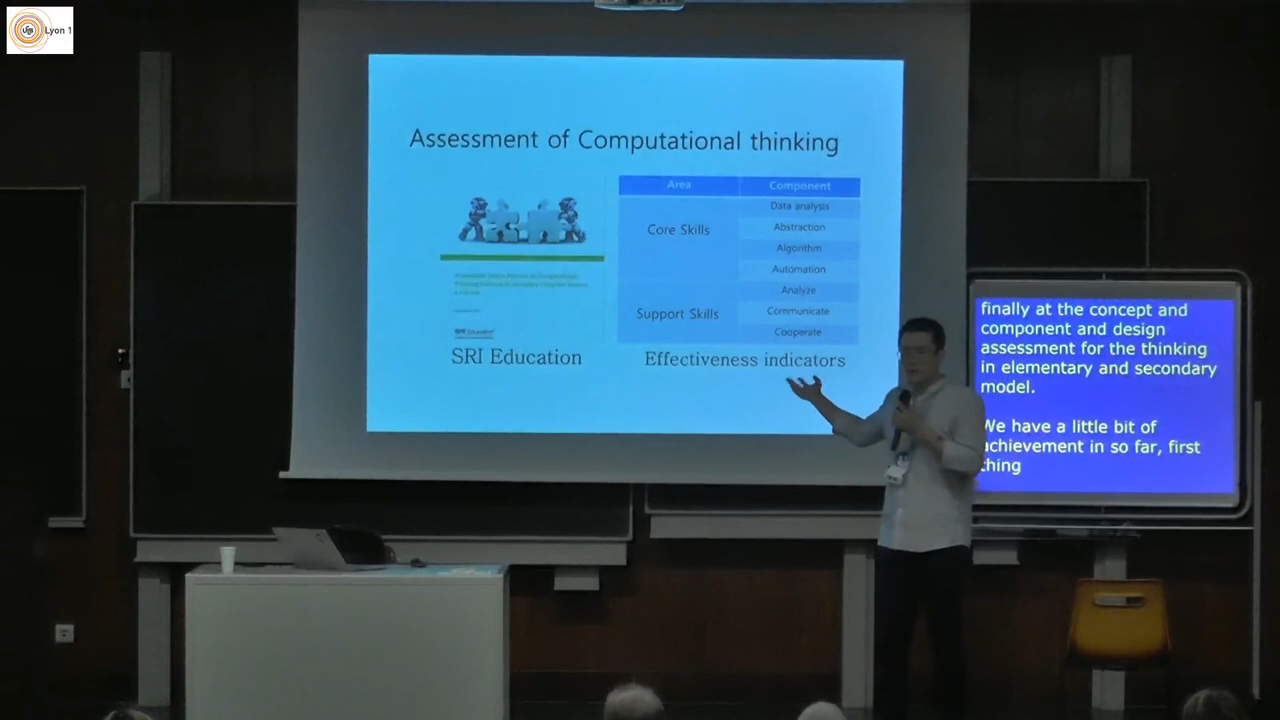 Lyon 1
Assessment of Computational thinking
Area
Component
Core Skills
Data analysis
Abstraction
Algorithm
Automation
Support Skills
Analyze
Communicate
Cooperate
SRI Education
SRI Education
Effectiveness indicators
finally at the concept and
component and design
assessment for the thinking
in elementary and secondary
model.
We have a little bit of
achievement in so far, first
thing